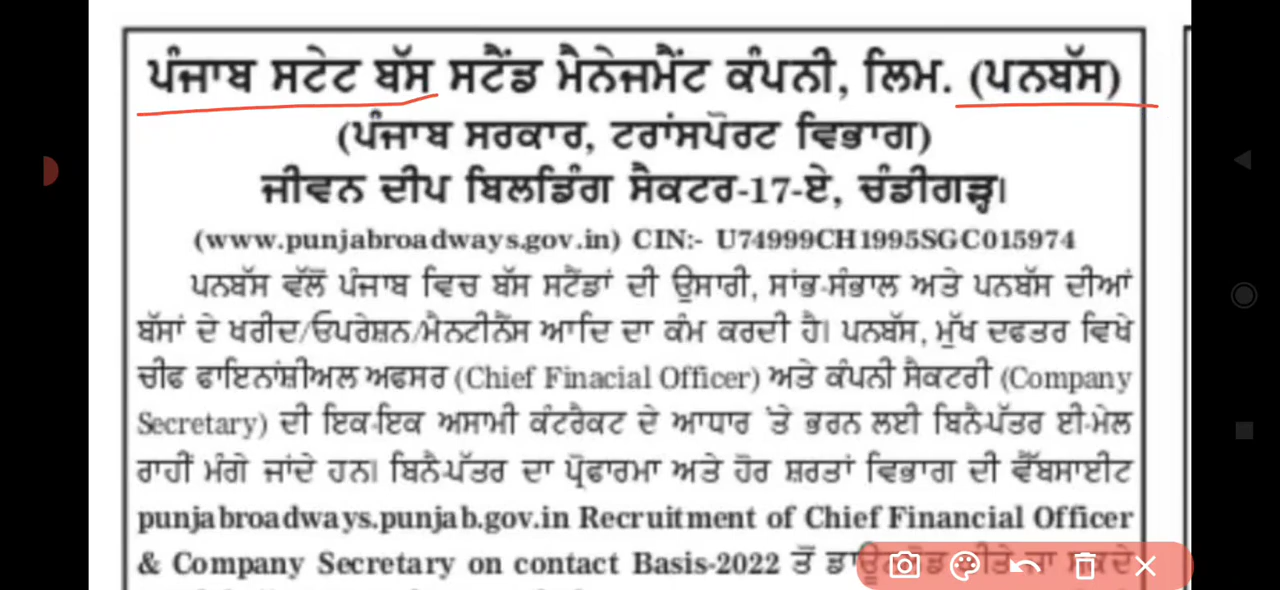 ਪੰਜਾਬ ਸਟੇਟ ਬੱਸ ਸਟੈਂਡ ਮੈਨੇਜਮੈਂਟ ਕੰਪਨੀ, ਲਿਮ. (ਪਨਬੱਸ)
(ਪੰਜਾਬ ਸਰਕਾਰ, ਟਰਾਂਸਪੋਰਟ ਵਿਭਾਗ)
ਜੀਵਨ ਦੀਪ ਬਿਲਡਿੰਗ ਸੈਕਟਰ-17-ਏ, ਚੰਡੀਗੜ੍ਹ।
(www.punjabroadways.gov.in) CIN:- U74999CH1995SGC015974
ਪਨਬੱਸ ਵੱਲੋਂ ਪੰਜਾਬ ਵਿਚ ਬੱਸ ਸਟੈਂਡਾਂ ਦੀ ਉਸਾਰੀ, ਸਾਂਭ-ਸੰਭਾਲ ਅਤੇ ਪਨਬੱਸ ਦੀਆਂ
ਬੱਸਾਂ ਦੇ ਖਰੀਦ/ਓਪਰੇਸ਼ਨ/ਮੈਨਟੀਨੈਂਸ ਆਦਿ ਦਾ ਕੰਮ ਕਰਦੀ ਹੈ। ਪਨਬੱਸ, ਮੁੱਖ ਦਫਤਰ ਵਿਖੇ
ਚੀਫ ਫਾਇਨਾਂਸ਼ੀਅਲ ਅਫਸਰ (Chief Finacial Officer) ਅਤੇ ਕੰਪਨੀ ਸੈਕਟਰੀ (Company
Secretary) ਦੀ ਇਕ-ਇਕ ਅਸਾਮੀ ਕੰਟਰੈਕਟ ਦੇ ਆਧਾਰ 'ਤੇ ਭਰਨ ਲਈ ਬਿਨੈ-ਪੱਤਰ ਈ-ਮੇਲ
ਰਾਹੀਂ ਮੰਗੇ ਜਾਂਦੇ ਹਨ। ਬਿਨੈ-ਪੱਤਰ ਦਾ ਪ੍ਰੋਫਾਰਮਾ ਅਤੇ ਹੋਰ ਸ਼ਰਤਾਂ ਵਿਭਾਗ ਦੀ ਵੈੱਬਸਾਈਟ
punjabroadways.punjab.gov.in Recruitment of Chief Financial Officer
& Company Secretary on contact Basis-2022 ਤੋਂ ਡਾਊਨਲੋਡ ਕੀਤੇ ਜਾ ਸਕਦੇ